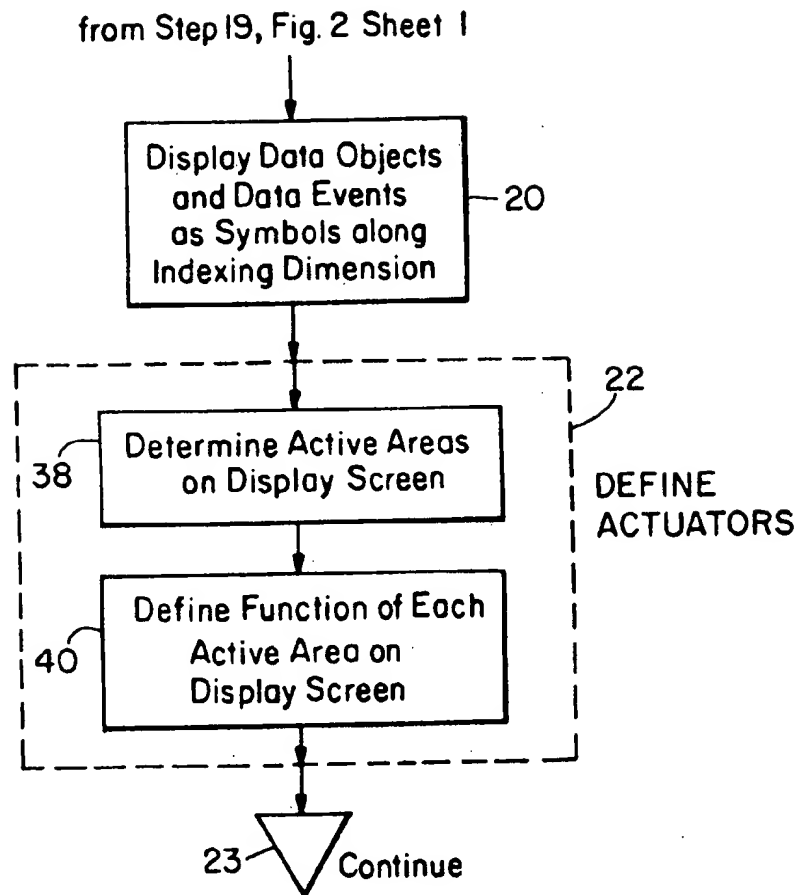 from Step 19, Fig. 2 Sheet 1
Display Data Objects
and Data Events
as Symbols along
Indexing Dimension
20
22
Determine Active Areas
on Display Screen
38
DEFINE
ACTUATORS
Define Function of Each
Active Area on
Display Screen
40
23
Continue